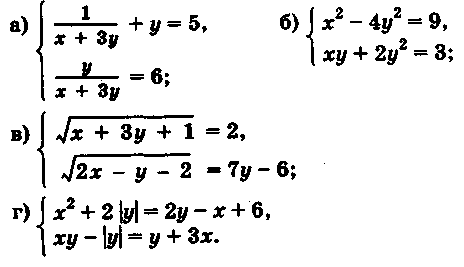 а) { 1/(x + 3y) + y = 5,
y/(x + 3y) = 6;
б) { x² − 4y² = 9,
xy + 2y² = 3;
в) { √(x + 3y + 1) = 2,
√(2x − y − 2) = 7y − 6;
г) { x² + 2|y| = 2y − x + 6,
xy − |y| = y + 3x.